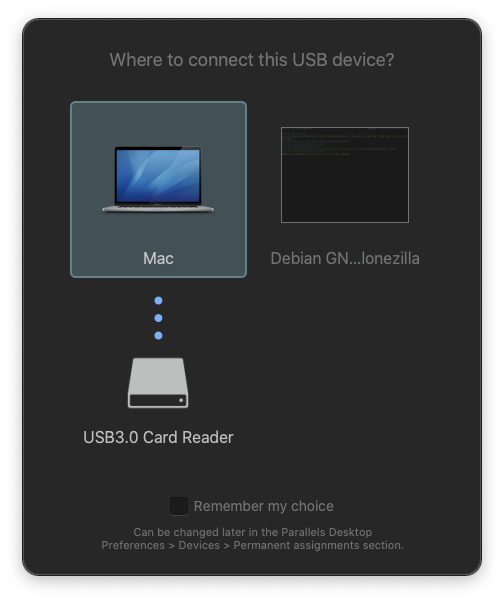 Where to connect this USB device?
Mac
Debian GN...lonezilla
USB3.0 Card Reader
Remember my choice
Can be changed later in the Parallels Desktop
Preferences > Devices > Permanent assignments section.